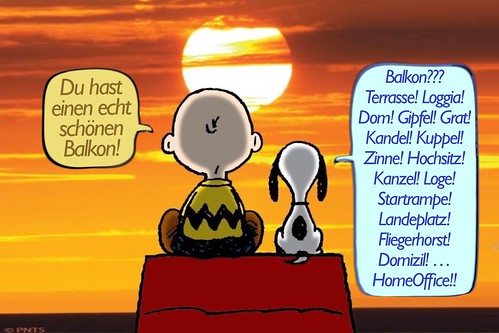 Du hast
einen echt
schönen
Balkon!
Balkon???
Terrasse! Loggia!
Dom! Gipfel! Grat!
Kandel! Kuppel!
Zinne! Hochsitz!
Kanzel! Loge!
Startrampe!
Landeplatz!
Fliegerhorst!
Domizil! ...
HomeOffice!!
© PNTS